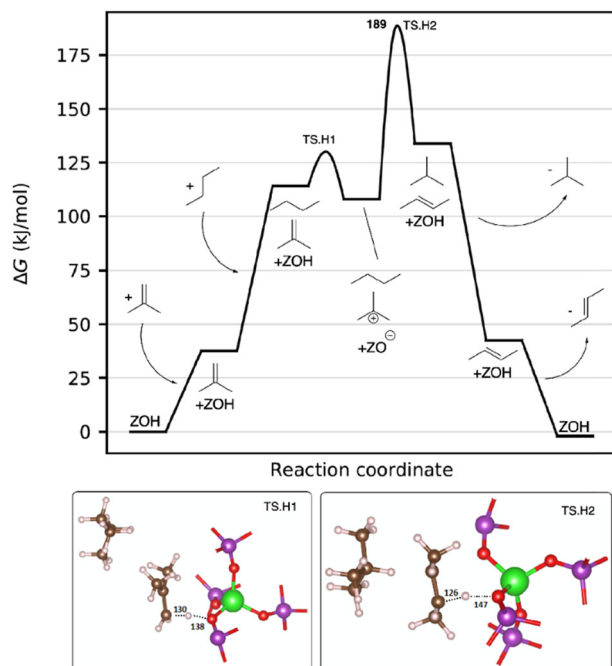 189
TS.H2
175
150
TS.H1
125
+
-
100
+ZOH
+ZOH
ΔG (kJ/mol)
75
+
⊕
-
50
+ZO⊖
25
+ZOH
+ZOH
0
ZOH
ZOH
Reaction coordinate
TS.H1
TS.H2
130
138
126
147